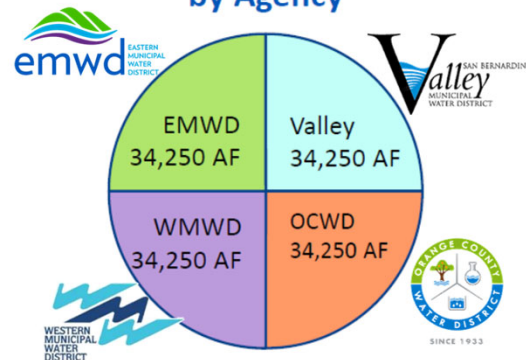 by Agency
emwd
EASTERN
MUNICIPAL
WATER
DISTRICT
Valley
SAN BERNARDIN
MUNICIPAL
WATER DISTRICT
EMWD
34,250 AF
Valley
34,250 AF
WMWD
34,250 AF
OCWD
34,250 AF
WESTERN
MUNICIPAL
WATER
DISTRICT
ORANGE COUNTY
WATER DISTRICT
SINCE 1933